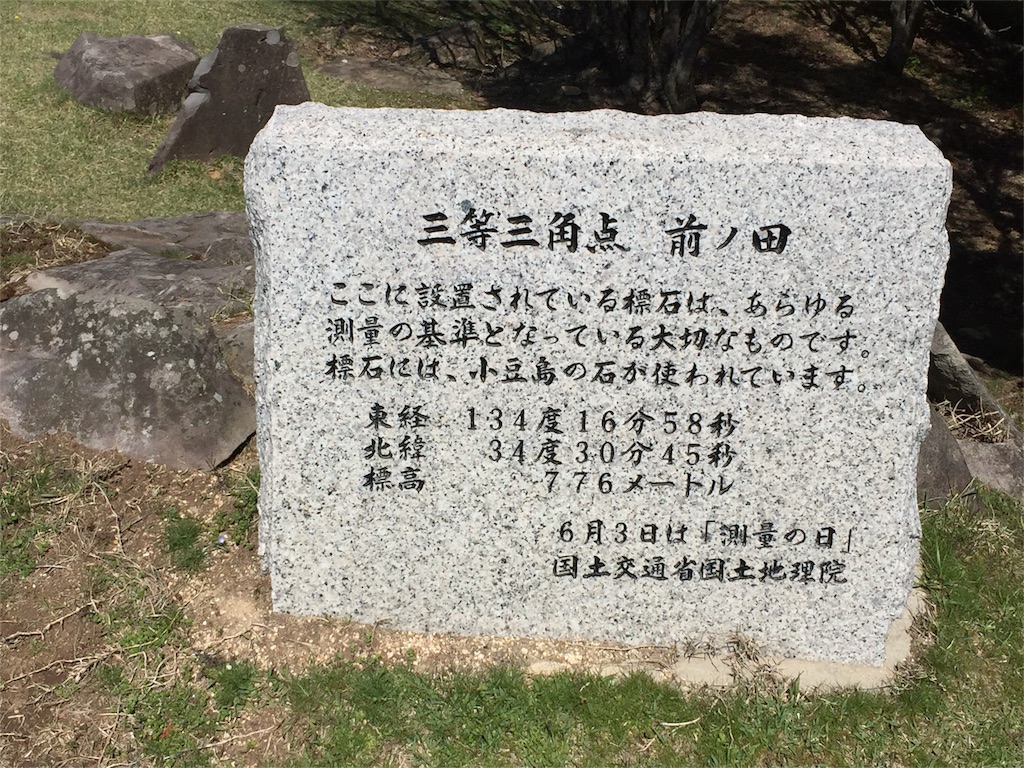 三等三角点 前ノ田
ここに設置されている標石は、あらゆる
測量の基準となっている大切なものです。
標石には、小豆島の石が使われています。
東経 134度16分58秒
北緯 34度30分45秒
標高 776メートル
6月3日は「測量の日」
国土交通省国土地理院